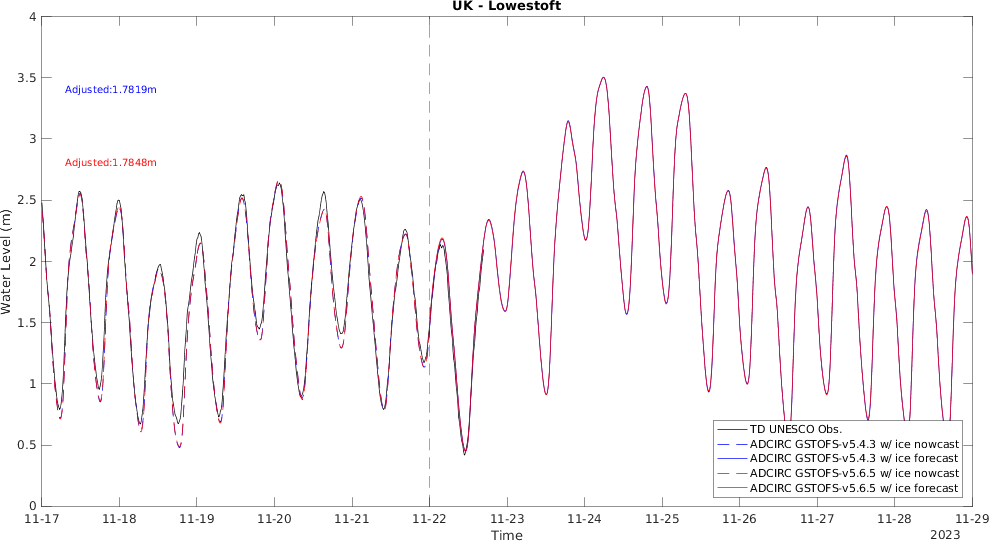 UK - Lowestoft
4
3.5
3
2.5
2
1.5
1
0.5
0
Water Level (m)
Adjusted:1.7819m
Adjusted:1.7848m
TD UNESCO Obs.
ADCIRC GSTOFS-v5.4.3 w/ ice nowcast
ADCIRC GSTOFS-v5.4.3 w/ ice forecast
ADCIRC GSTOFS-v5.6.5 w/ ice nowcast
ADCIRC GSTOFS-v5.6.5 w/ ice forecast
11-17 11-18 11-19 11-20 11-21 11-22 11-23 11-24 11-25 11-26 11-27 11-28 11-29
Time
2023